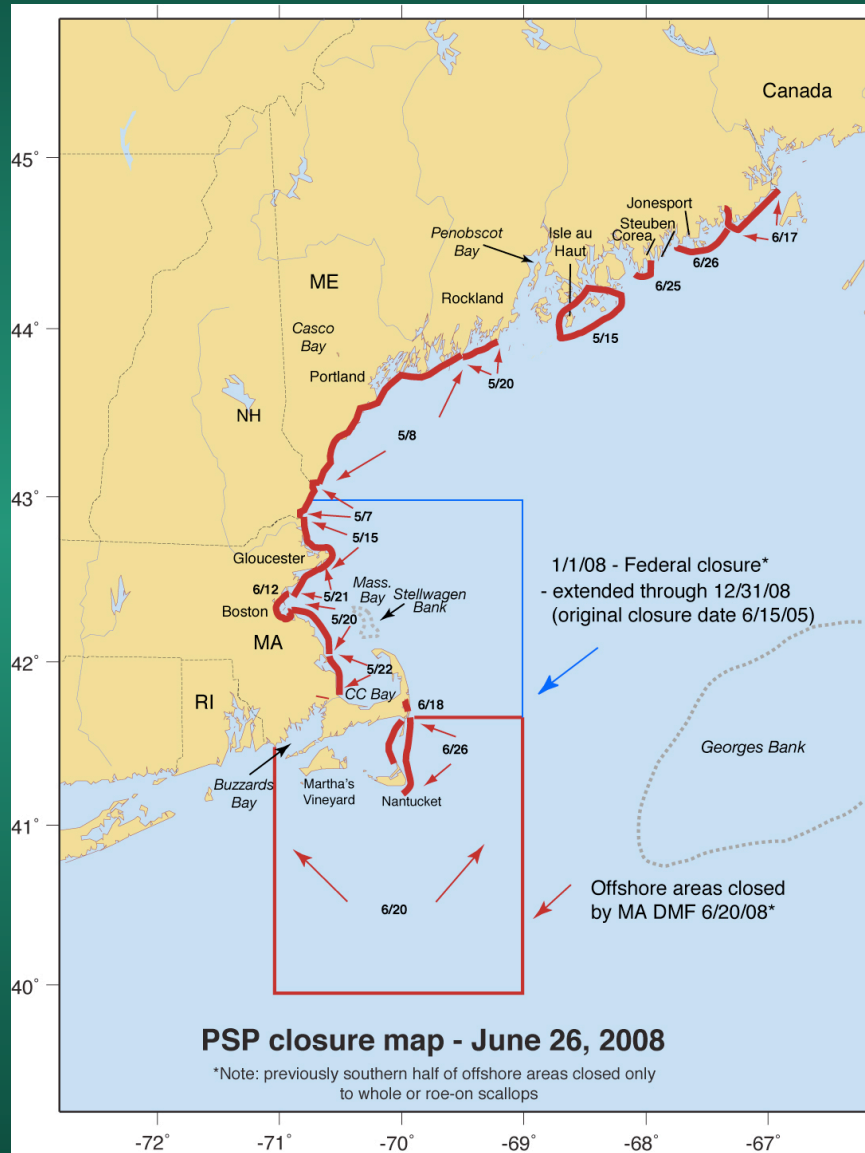 Canada
45˚
Jonesport
Steuben
Corea
Penobscot
Bay
Isle au
Haut
6/17
6/26
6/25
ME
Rockland
44˚
5/15
Casco
Bay
Portland
5/20
NH
5/8
43˚
5/7
5/15
Gloucester
1/1/08 - Federal closure*
- extended through 12/31/08
(original closure date 6/15/05)
6/12
5/21
Mass.
Bay
Stellwagen
Bank
Boston
5/20
MA
42˚
5/22
CC Bay
RI
6/18
6/26
Georges Bank
Buzzards
Bay
Martha's
Vineyard
Nantucket
41˚
6/20
Offshore areas closed
by MA DMF 6/20/08*
40˚
PSP closure map - June 26, 2008
*Note: previously southern half of offshore areas closed only
to whole or roe-on scallops
-72˚ -71˚ -70˚ -69˚ -68˚ -67˚